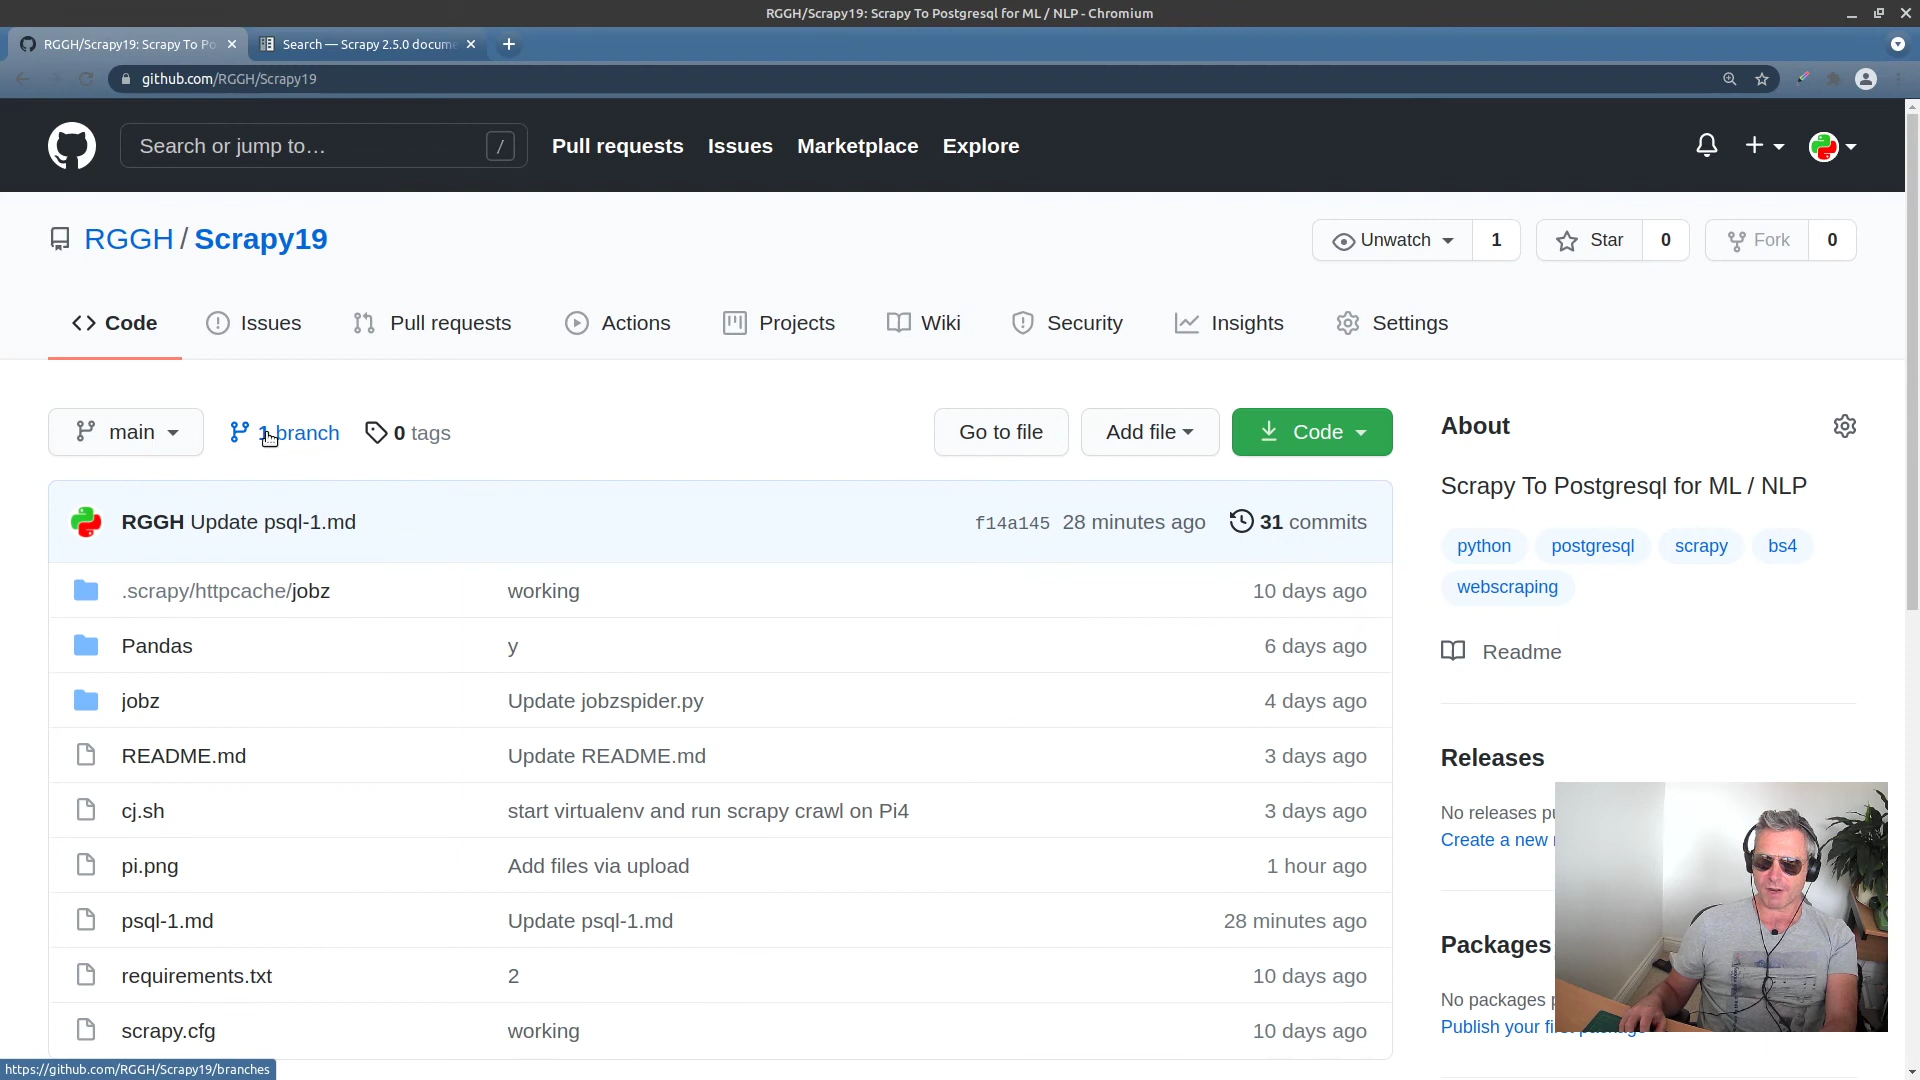 RGGH/Scrapy19: Scrapy To Postgresql for ML / NLP - Chromium
RGGH/Scrapy19: Scrapy To Po
Search — Scrapy 2.5.0 docume
github.com/RGGH/Scrapy19
Search or jump to… /
Pull requests Issues Marketplace Explore
RGGH / Scrapy19
Unwatch 1 Star 0 Fork 0
Code Issues Pull requests Actions Projects Wiki Security Insights Settings
main 1 branch 0 tags Go to file Add file Code
RGGH Update psql-1.md f14a145 28 minutes ago 31 commits
.scrapy/httpcache/jobz working 10 days ago
Pandas y 6 days ago
jobz Update jobzspider.py 4 days ago
README.md Update README.md 3 days ago
cj.sh start virtualenv and run scrapy crawl on Pi4 3 days ago
pi.png Add files via upload 1 hour ago
psql-1.md Update psql-1.md 28 minutes ago
requirements.txt 2 10 days ago
scrapy.cfg working 10 days ago
About
Scrapy To Postgresql for ML / NLP
python postgresql scrapy bs4
webscraping
Readme
Releases
No releases
Create a new
Packages
No packages
Publish your
https://github.com/RGGH/Scrapy19/branches